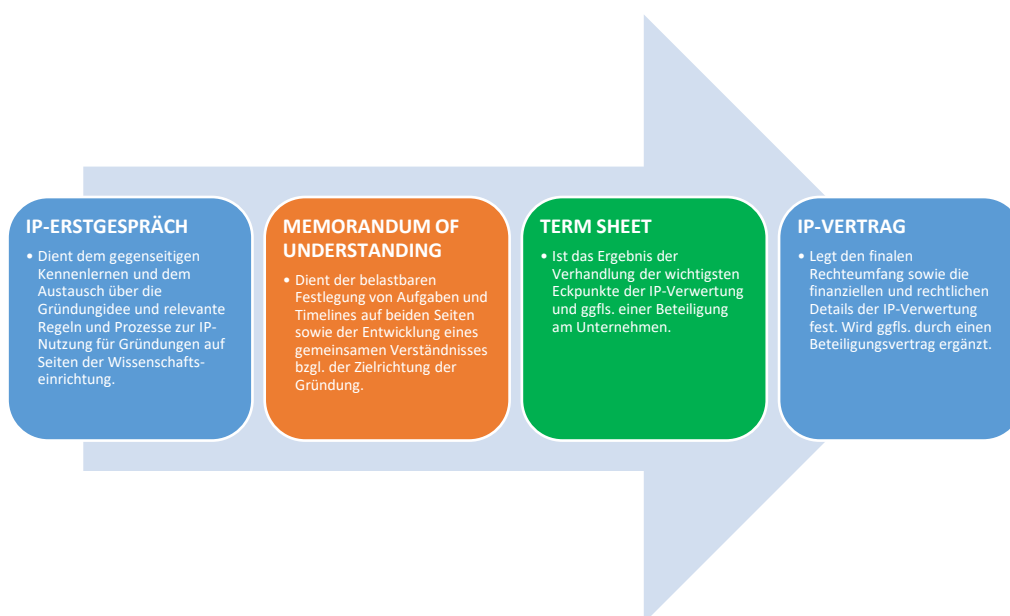 IP-ERSTGESPRÄCH
• Dient dem gegenseitigen
Kennenlernen und dem
Austausch über die
Gründungidee und relevante
Regeln und Prozesse zur IP-
Nutzung für Gründungen auf
Seiten der Wissenschafts-
einrichtung.
MEMORANDUM OF
UNDERSTANDING
• Dient der belastbaren
Festlegung von Aufgaben und
Timelines auf beiden Seiten
sowie der Entwicklung eines
gemeinsamen Verständnisses
bzgl. der Zielrichtung der
Gründung.
TERM SHEET
• Ist das Ergebnis der
Verhandlung der wichtigsten
Eckpunkte der IP-Verwertung
und ggfls. einer Beteiligung
am Unternehmen.
IP-VERTRAG
• Legt den finalen
Rechteumfang sowie die
finanziellen und rechtlichen
Details der IP-Verwertung
fest. Wird ggfls. durch einen
Beteiligungsvertrag ergänzt.